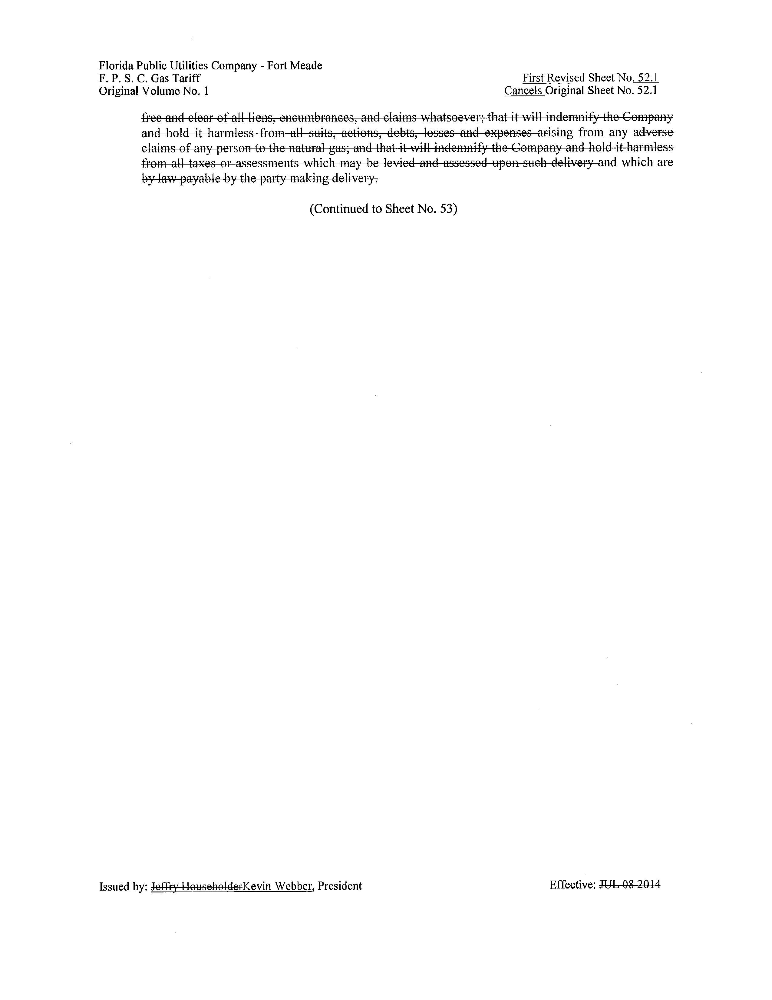 Florida Public Utilities Company - Fort Meade
F. P. S. C. Gas Tariff
First Revised Sheet No. 52.1
Original Volume No. 1
Cancels Original Sheet No. 52.1
free and clear of all liens, encumbrances, and claims whatsoever; that it will indemnify the Company
and hold it harmless from all suits, actions, debts, losses and expenses arising from any adverse
claims of any person to the natural gas; and that it will indemnify the Company and hold it harmless
from all taxes or assessments which may be levied and assessed upon such delivery and which are
by law payable by the party making delivery.
(Continued to Sheet No. 53)
Issued by: Jeffry HouseholderKevin Webber, President
Effective: JUL 08 2014